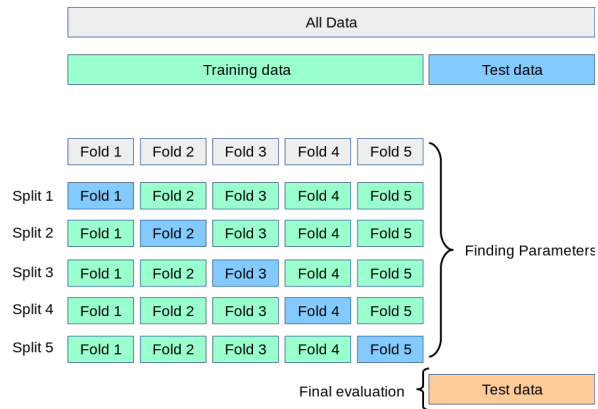 All Data
Training data Test data
Fold 1 Fold 2 Fold 3 Fold 4 Fold 5
Split 1 Fold 1 Fold 2 Fold 3 Fold 4 Fold 5
Split 2 Fold 1 Fold 2 Fold 3 Fold 4 Fold 5
Finding Parameters
Split 3 Fold 1 Fold 2 Fold 3 Fold 4 Fold 5
Split 4 Fold 1 Fold 2 Fold 3 Fold 4 Fold 5
Split 5 Fold 1 Fold 2 Fold 3 Fold 4 Fold 5
Final evaluation Test data